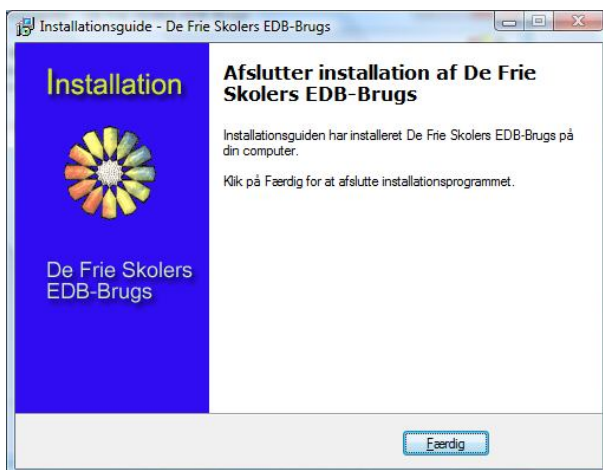 Installationsguide - De Frie Skolers EDB-Brugs
Installation
De Frie Skolers
EDB-Brugs
Afslutter installation af De Frie
Skolers EDB-Brugs
Installationsguiden har installeret De Frie Skolers EDB-Brugs på
din computer.
Klik på Færdig for at afslutte installationsprogrammet.
Færdig